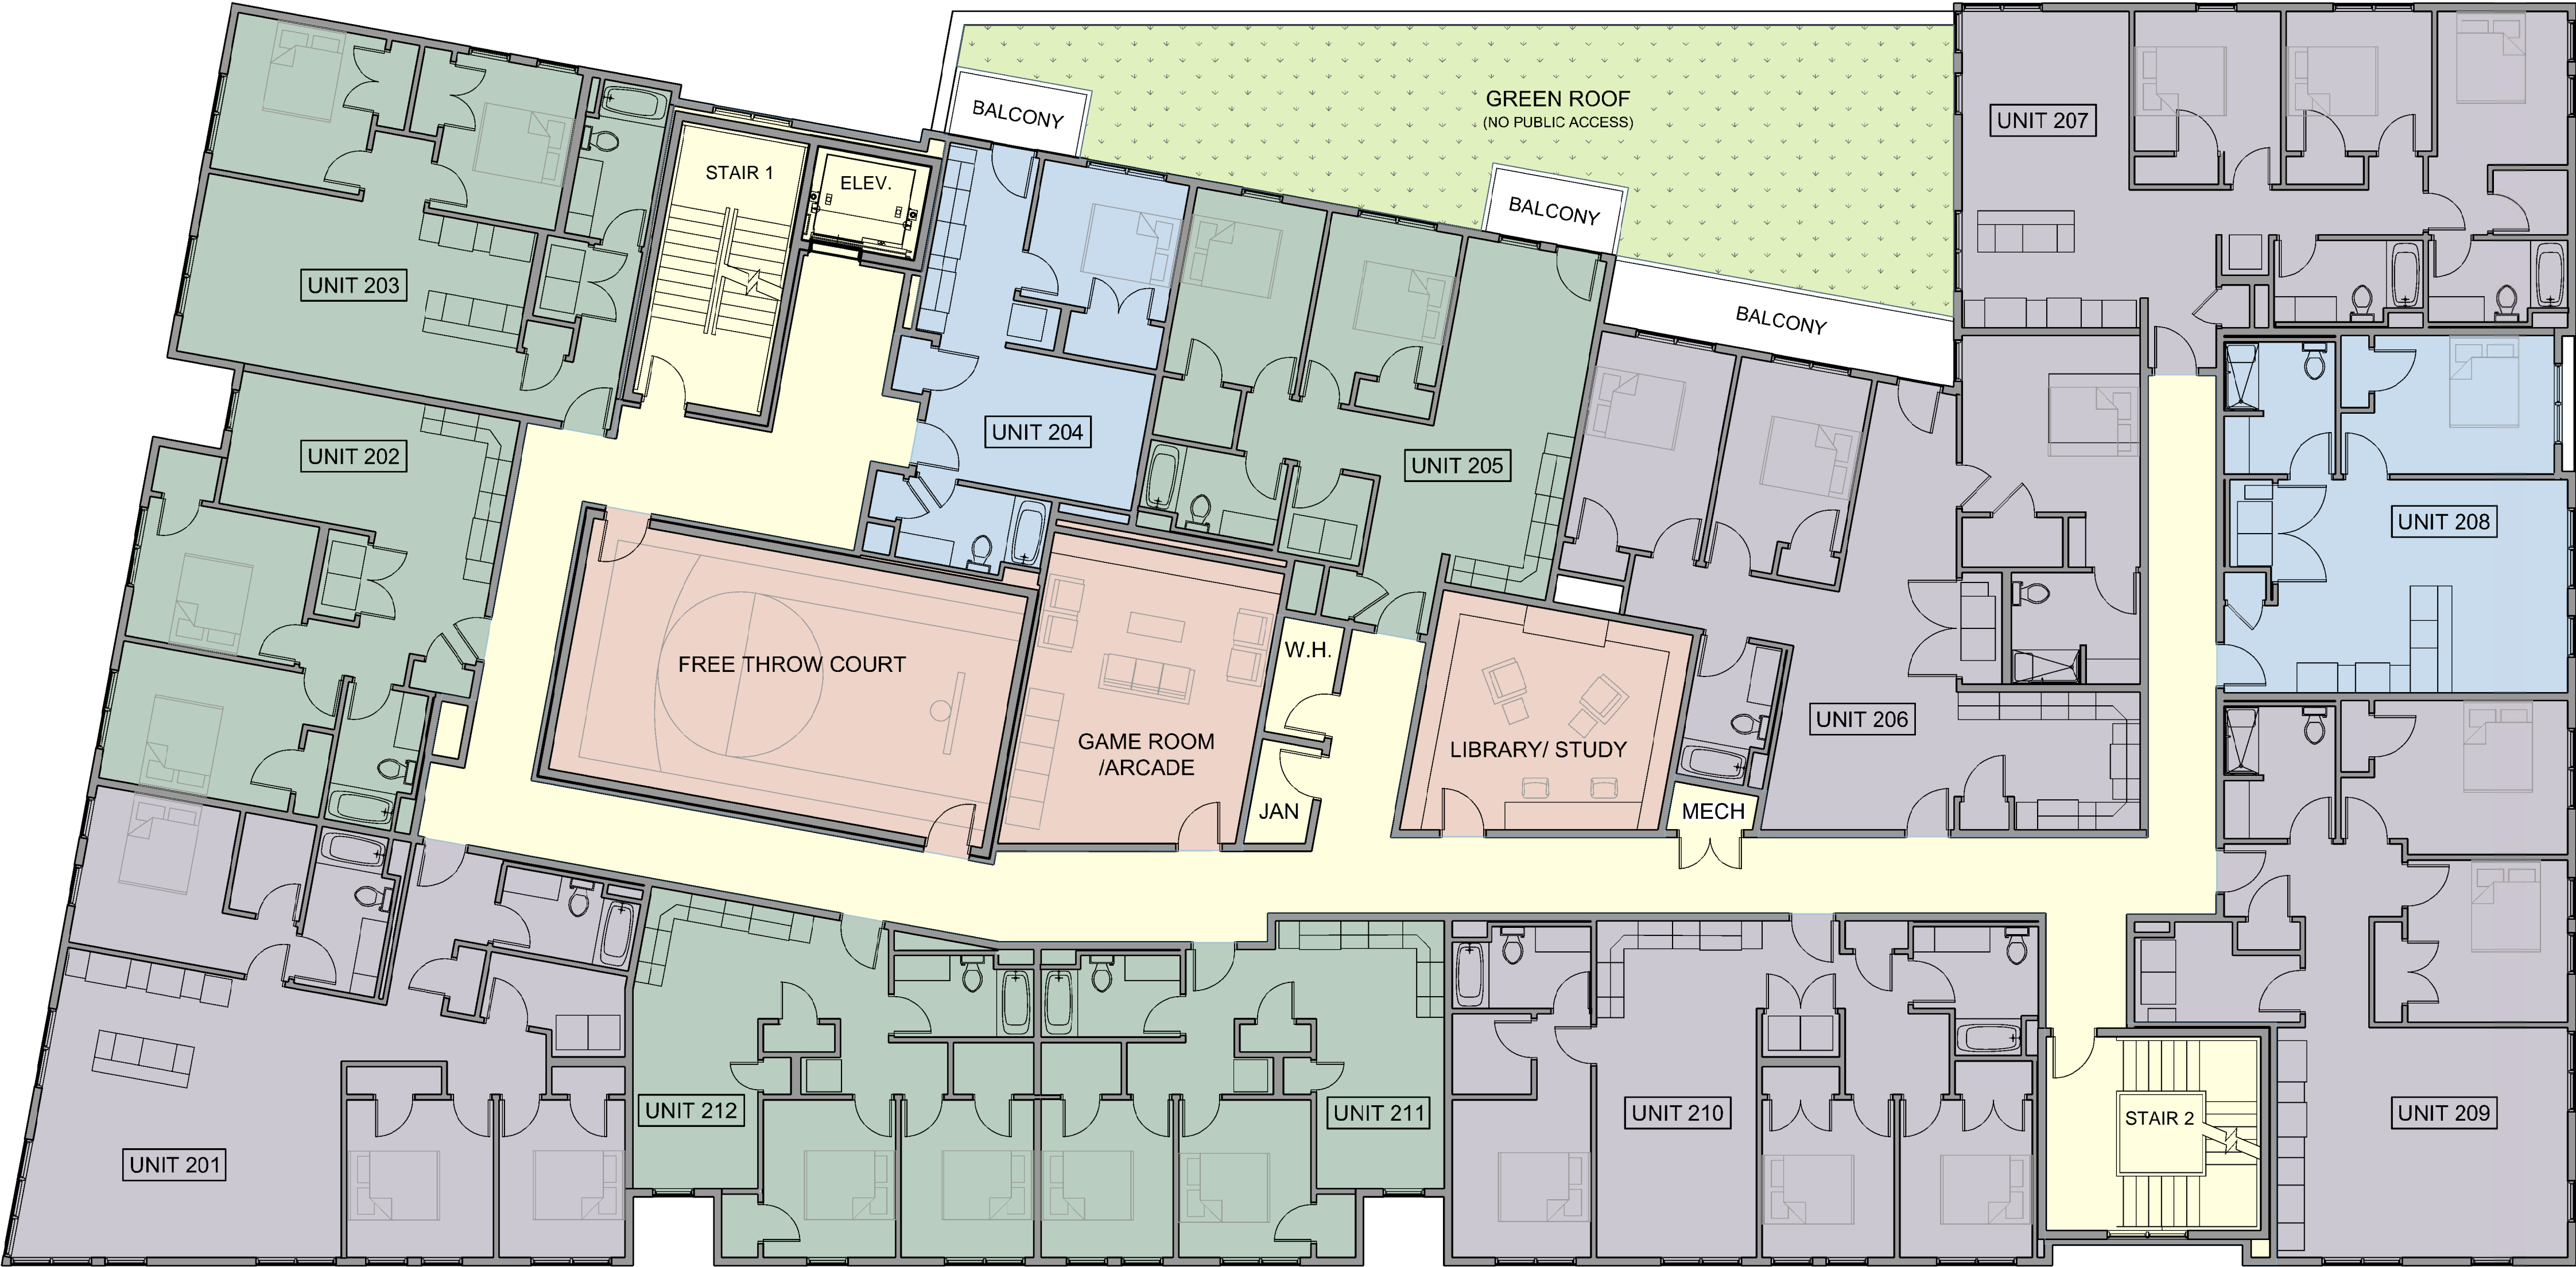 GREEN ROOF
(NO PUBLIC ACCESS)
BALCONY
UNIT 207
STAIR 1
ELEV.
BALCONY
UNIT 203
BALCONY
UNIT 204
UNIT 202
UNIT 205
UNIT 208
W.H.
FREE THROW COURT
UNIT 206
GAME ROOM
/ARCADE
LIBRARY/ STUDY
JAN
MECH
UNIT 212
UNIT 211
UNIT 210
STAIR 2
UNIT 209
UNIT 201